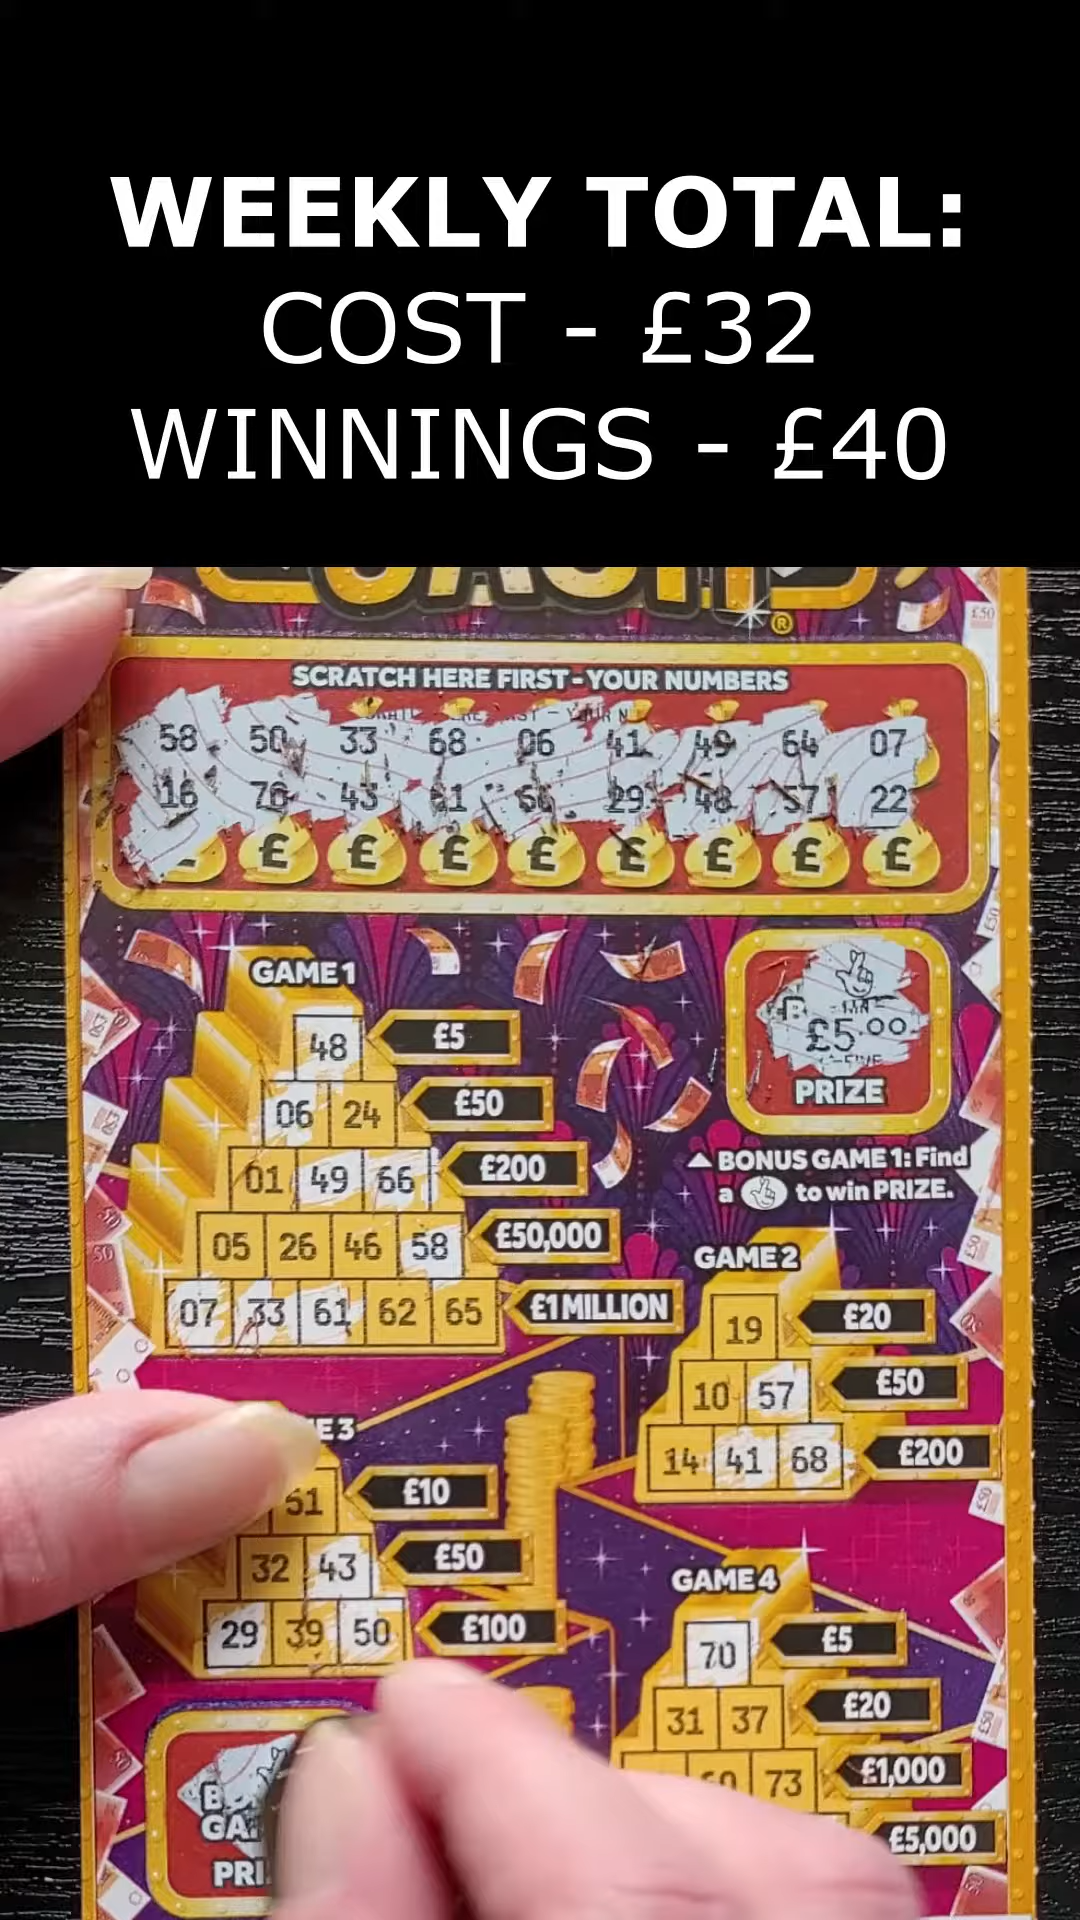 WEEKLY TOTAL:
COST - £32
WINNINGS - £40
CASH
®
£50
SCRATCH HERE FIRST - YOUR NUMBERS
58 50 33 68 06 41 49 64 07
16 43 61 29 48 57 22
£ £ £ £ £ £ £ £
GAME 1
48 £5
06 24 £50
01 49 66 £200
05 26 46 58 £50,000
07 33 61 62 65 £1 MILLION
£5.00
PRIZE
BONUS GAME 1: Find
a to win PRIZE.
GAME 2
19 £20
10 57 £50
14 41 68 £200
E 3
51 £10
32 43 £50
29 39 50 £100
GAME 4
70 £5
31 37 £20
73 £1,000
£5,000